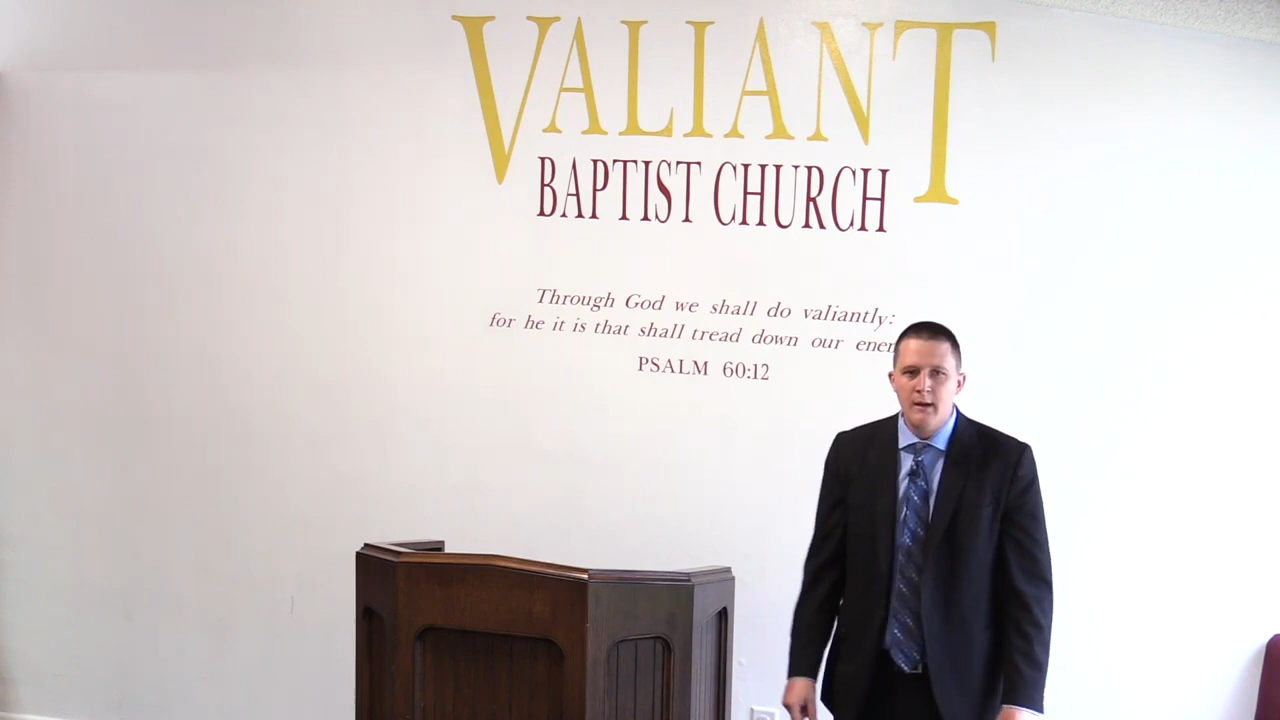 VALIANT
BAPTIST CHURCH
Through God we shall do valiantly:
for he it is that shall tread down our
PSALM 60:12